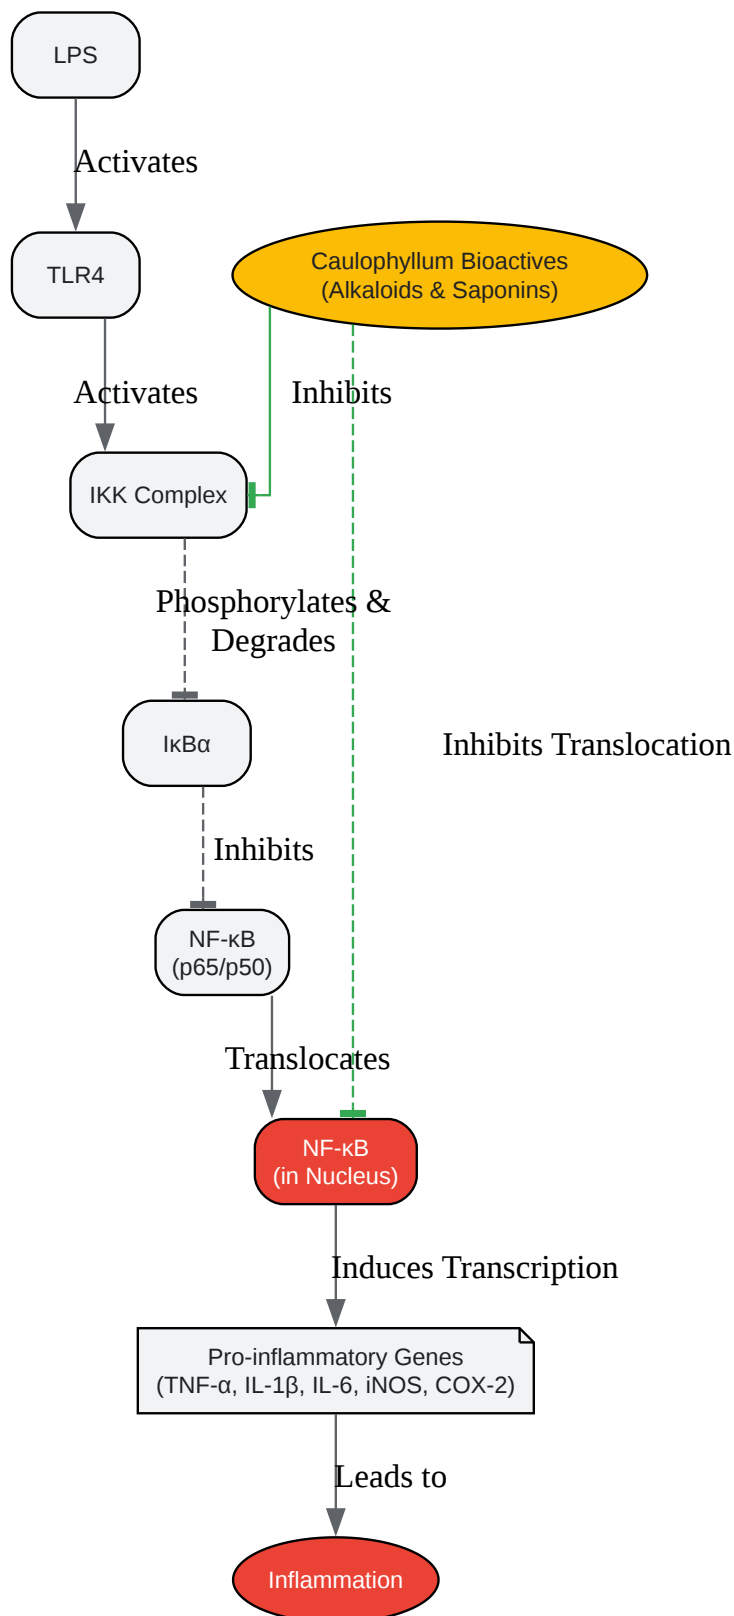 LPS
Activates
TLR4
Caulophyllum Bioactives
(Alkaloids & Saponins)
Activates
Inhibits
IKK Complex
Phosphorylates &
Degrades
IκBα
Inhibits Translocation
Inhibits
NF-κB
(p65/p50)
Translocates
NF-κB
(in Nucleus)
Induces Transcription
Pro-inflammatory Genes
(TNF-α, IL-1β, IL-6, iNOS, COX-2)
Leads to
Inflammation